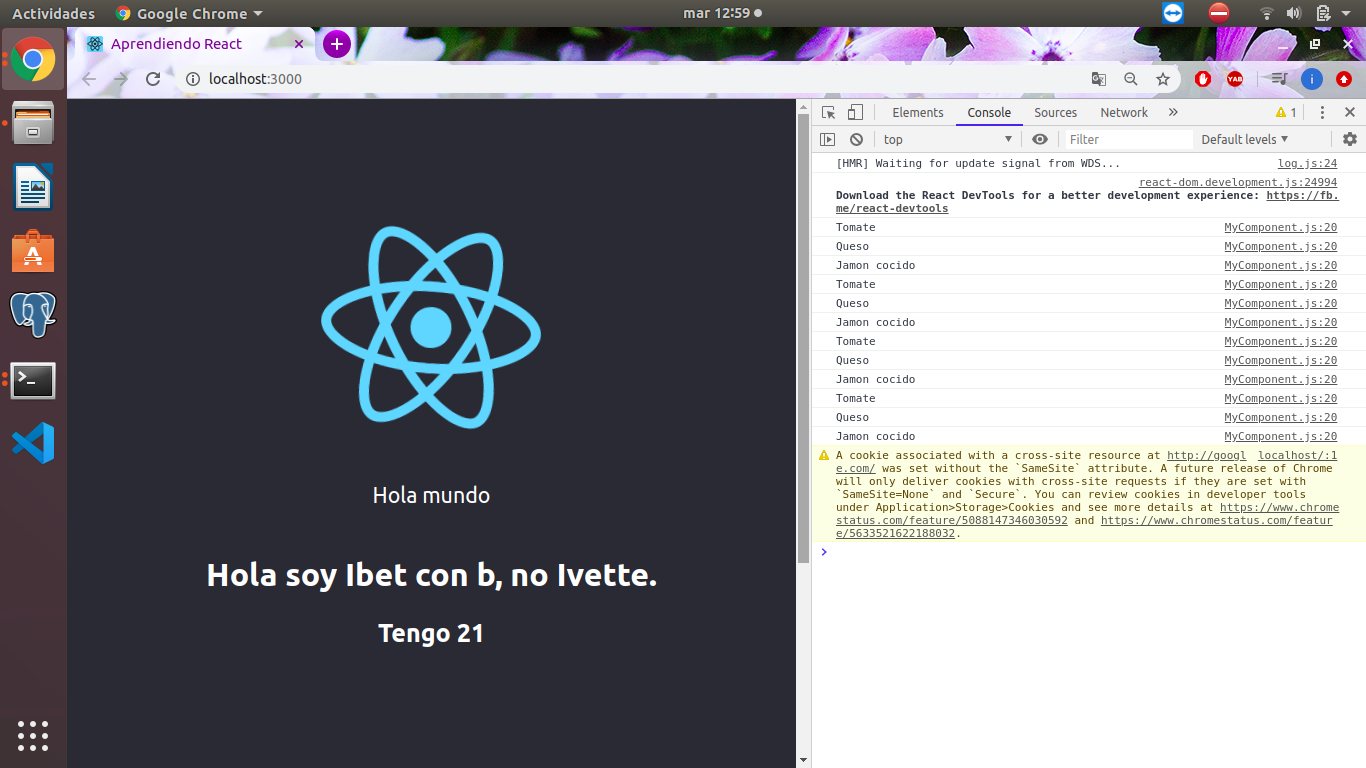 Actividades Google Chrome mar 12:59
Aprendiendo React
localhost:3000
YAB
i
Elements Console Sources Network 1
top Filter Default levels
[HMR] Waiting for update signal from WDS... log.js:24
react-dom.development.js:24994
Download the React DevTools for a better development experience: https://fb.
me/react-devtools
Tomate MyComponent.js:20
Queso MyComponent.js:20
Jamon cocido MyComponent.js:20
Tomate MyComponent.js:20
Queso MyComponent.js:20
Jamon cocido MyComponent.js:20
Tomate MyComponent.js:20
Queso MyComponent.js:20
Jamon cocido MyComponent.js:20
Tomate MyComponent.js:20
Queso MyComponent.js:20
Jamon cocido MyComponent.js:20
A cookie associated with a cross-site resource at http://googl localhost/:1
e.com/ was set without the `SameSite` attribute. A future release of Chrome
will only deliver cookies with cross-site requests if they are set with
`SameSite=None` and `Secure`. You can review cookies in developer tools
under Application>Storage>Cookies and see more details at https://www.chrome
status.com/feature/5088147346030592 and https://www.chromestatus.com/featur
e/5633521622188032.
Hola mundo
Hola soy Ibet con b, no Ivette.
Tengo 21